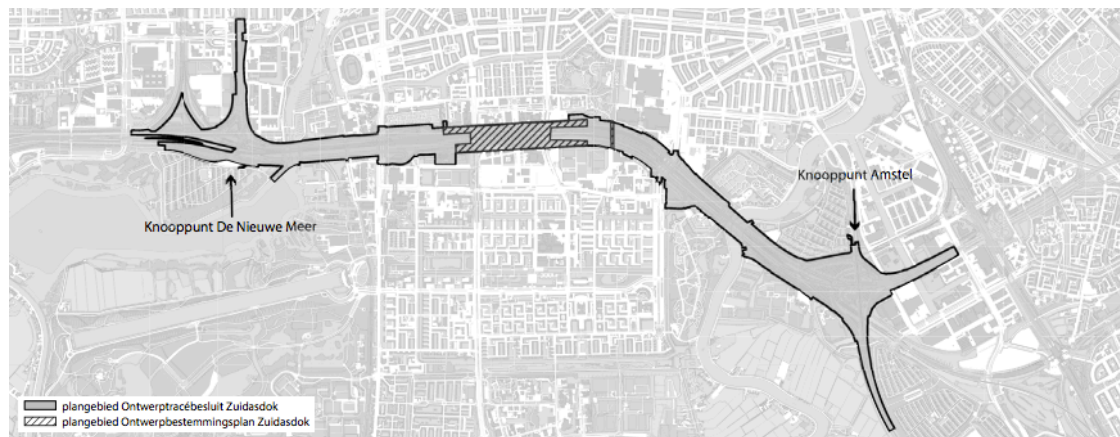 Knooppunt Amstel
Knooppunt De Nieuwe Meer
plangebied Ontwerptracébesluit Zuidasdok
plangebied Ontwerpbestemmingsplan Zuidasdok